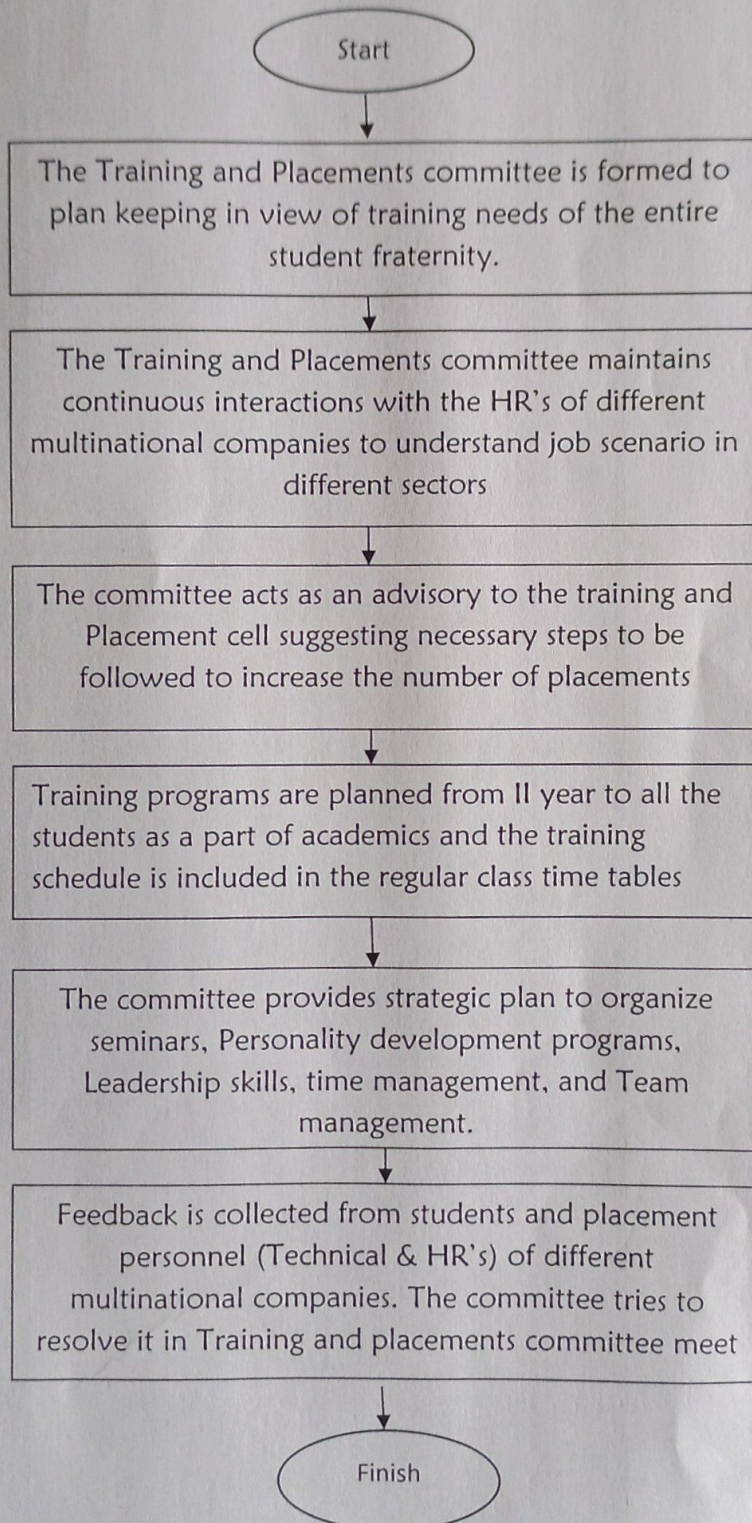 Start
The Training and Placements committee is formed to
plan keeping in view of training needs of the entire
student fraternity.
The Training and Placements committee maintains
continuous interactions with the HR's of different
multinational companies to understand job scenario in
different sectors
The committee acts as an advisory to the training and
Placement cell suggesting necessary steps to be
followed to increase the number of placements
Training programs are planned from II year to all the
students as a part of academics and the training
schedule is included in the regular class time tables
The committee provides strategic plan to organize
seminars, Personality development programs,
Leadership skills, time management, and Team
management.
Feedback is collected from students and placement
personnel (Technical & HR's) of different
multinational companies. The committee tries to
resolve it in Training and placements committee meet
Finish